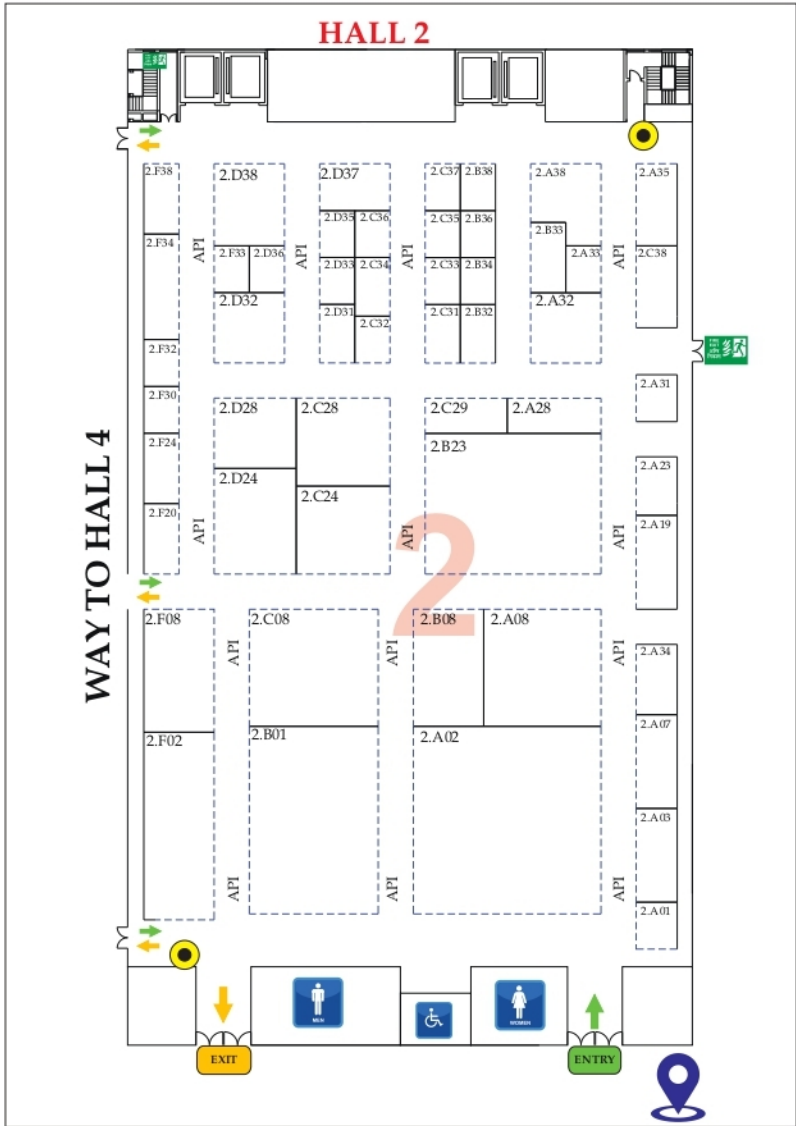 HALL 2
2.F38
2.D38
2.D37
2.C37
2.B38
2.A38
2.A35
2.D35
2.C36
2.C35
2.B36
2.B33
2.F34
API
API
API
API
2.F33
2.D36
2.D33
2.C34
2.C33
2.B34
2.A33
2.C38
2.D32
2.D31
2.C32
2.C31
2.B32
2.A32
2.F32
2.A31
2.F30
2.D28
2.C28
2.C29
2.A28
2.F24
2.B23
2.A23
2.D24
2.C24
2.F20
2.A19
API
API
API
2
WAY TO HALL 4
2.F08
2.C08
2.B08
2.A08
API
API
API
2.A34
2.F02
2.B01
2.A02
2.A07
2.A03
API
API
API
2.A01
MEN
WOMEN
EXIT
ENTRY